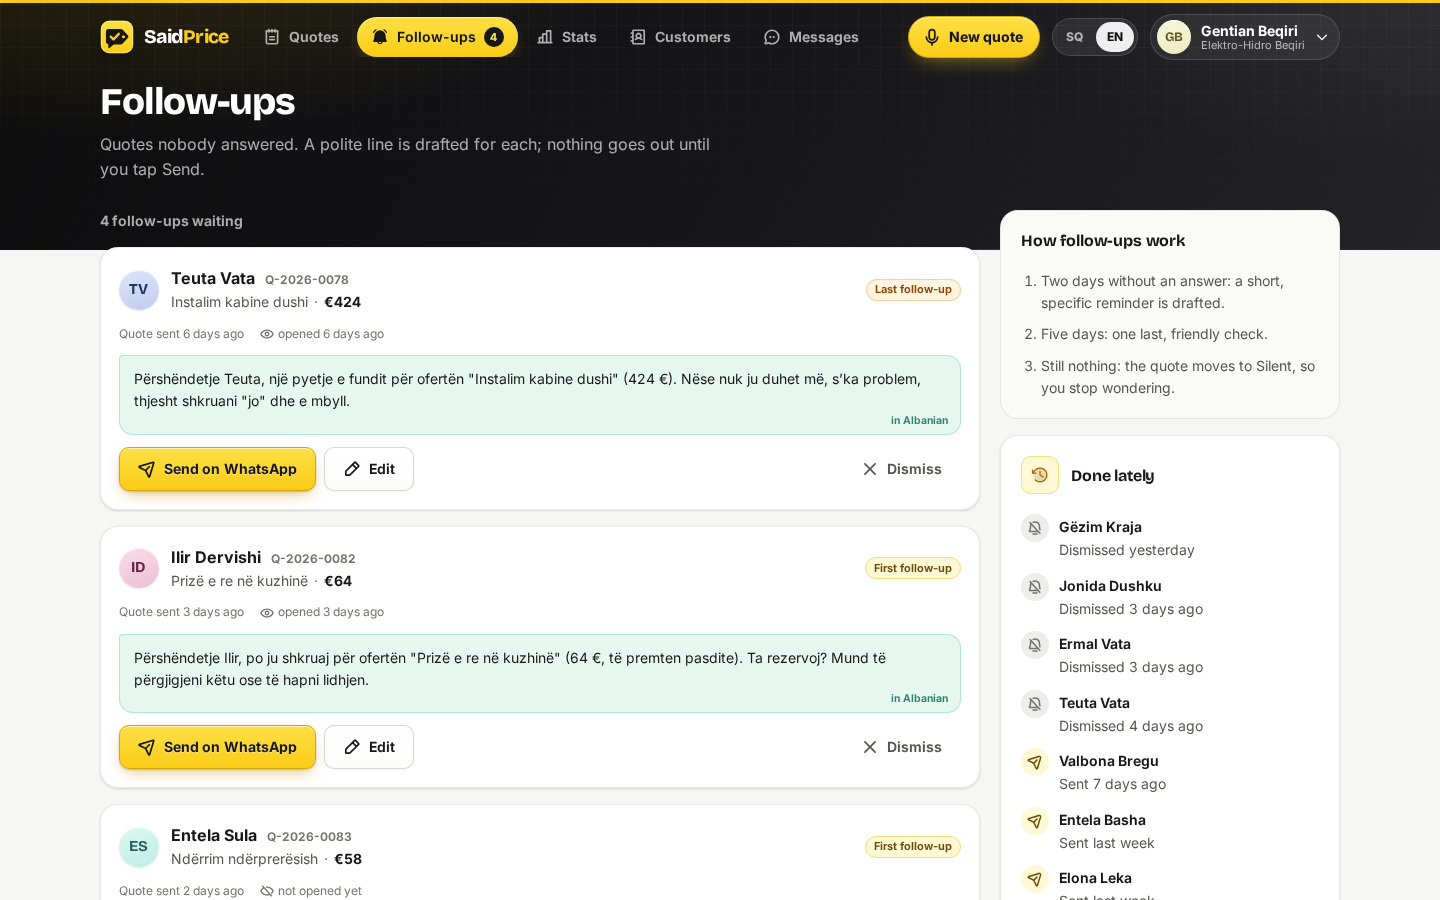 SaidPrice
Quotes
Follow-ups 4
Stats
Customers
Messages
New quote
SQ EN
GB
Gentian Beqiri
Elektro-Hidro Beqiri
Follow-ups
Quotes nobody answered. A polite line is drafted for each; nothing goes out until
you tap Send.
4 follow-ups waiting
TV
Teuta Vata Q-2026-0078
Instalim kabine dushi · €424
Last follow-up
Quote sent 6 days ago opened 6 days ago
Përshëndetje Teuta, një pyetje e fundit për ofertën "Instalim kabine dushi" (424 €). Nëse nuk ju duhet më, s’ka problem,
thjesht shkruani "jo" dhe e mbyll.
in Albanian
Send on WhatsApp
Edit
Dismiss
ID
Ilir Dervishi Q-2026-0082
Prizë e re në kuzhinë · €64
First follow-up
Quote sent 3 days ago opened 3 days ago
Përshëndetje Ilir, po ju shkruaj për ofertën "Prizë e re në kuzhinë" (64 €, të premten pasdite). Ta rezervoj? Mund të
përgjigjeni këtu ose të hapni lidhjen.
in Albanian
Send on WhatsApp
Edit
Dismiss
ES
Entela Sula Q-2026-0083
Ndërrim ndërprerësish · €58
First follow-up
Quote sent 2 days ago not opened yet
How follow-ups work
1. Two days without an answer: a short,
specific reminder is drafted.
2. Five days: one last, friendly check.
3. Still nothing: the quote moves to Silent, so
you stop wondering.
Done lately
Gëzim Kraja
Dismissed yesterday
Jonida Dushku
Dismissed 3 days ago
Ermal Vata
Dismissed 3 days ago
Teuta Vata
Dismissed 4 days ago
Valbona Bregu
Sent 7 days ago
Entela Basha
Sent last week
Elona Leka
Sent last week